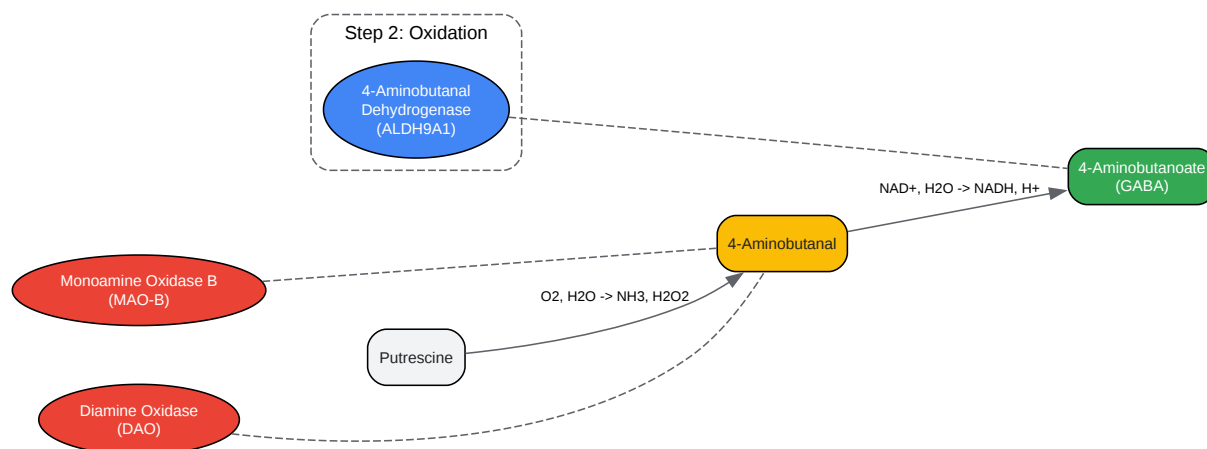 Step 2: Oxidation
4-Aminobutanal
Dehydrogenase
(ALDH9A1)
4-Aminobutanoate
(GABA)
NAD+, H2O -> NADH, H+
4-Aminobutanal
Monoamine Oxidase B
(MAO-B)
O2, H2O -> NH3, H2O2
Putrescine
Diamine Oxidase
(DAO)